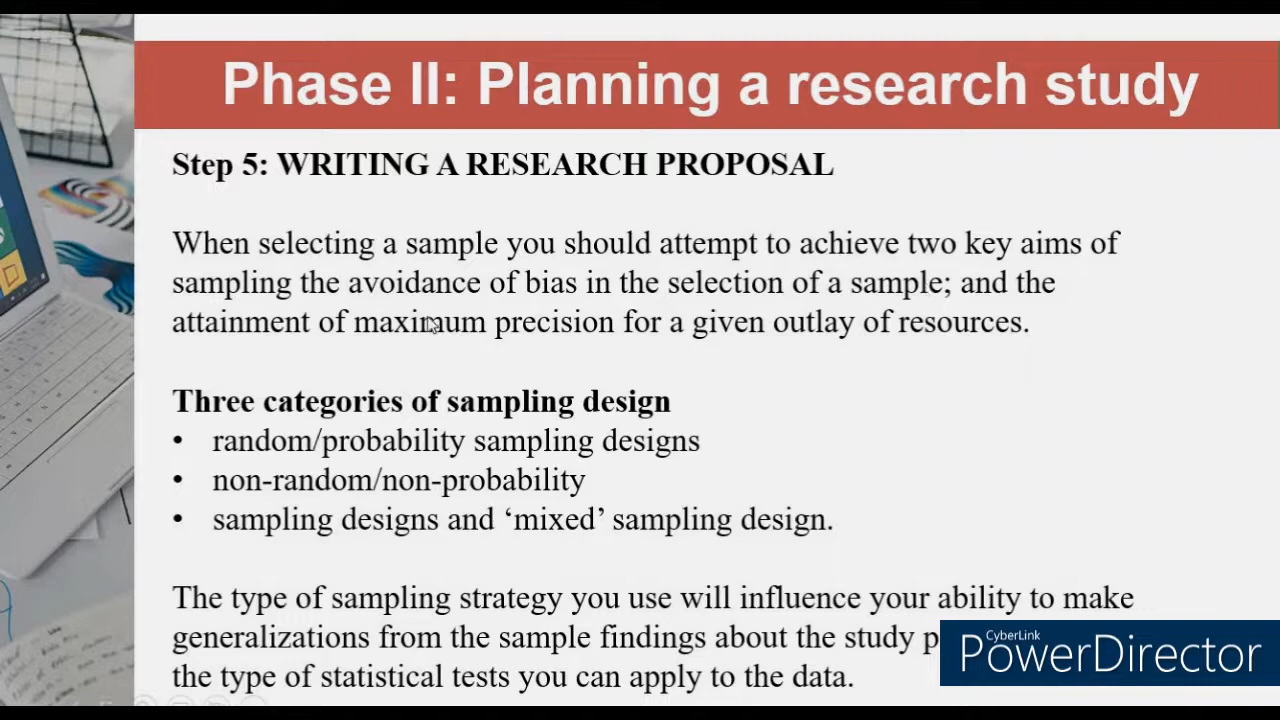 Phase II: Planning a research study
Step 5: WRITING A RESEARCH PROPOSAL
When selecting a sample you should attempt to achieve two key aims of
sampling the avoidance of bias in the selection of a sample; and the
attainment of maximum precision for a given outlay of resources.
Three categories of sampling design
• random/probability sampling designs
• non-random/non-probability
• sampling designs and ‘mixed’ sampling design.
The type of sampling strategy you use will influence your ability to make
generalizations from the sample findings about the study
the type of statistical tests you can apply to the data.
CyberLink
PowerDirector